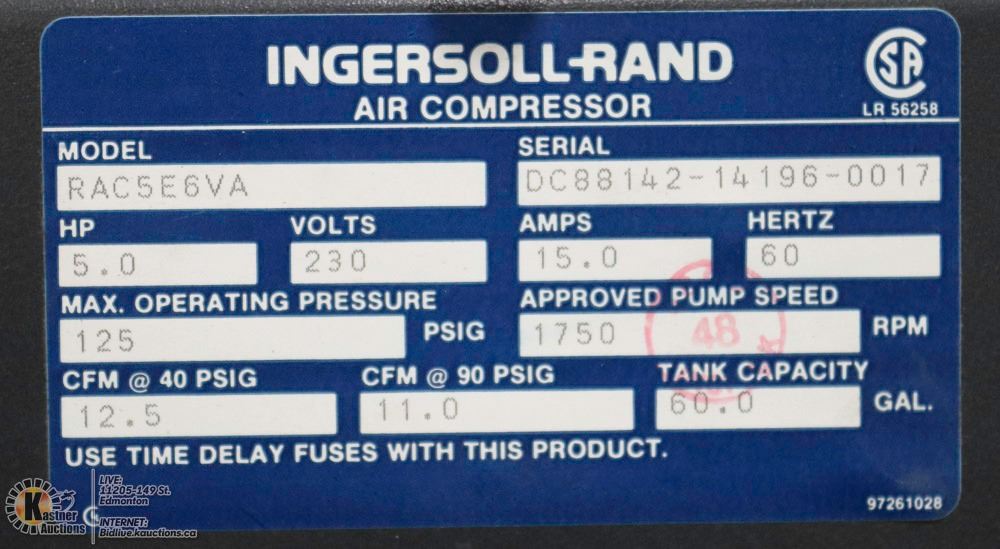 INGERSOLL-RAND
AIR COMPRESSOR
CSA
LR 56258
MODEL
RAC5E6VA
SERIAL
DC88142-14196-0017
HP
5.0
VOLTS
230
AMPS
15.0
HERTZ
60
MAX. OPERATING PRESSURE
125 PSIG
APPROVED PUMP SPEED
1750 RPM
48
CFM @ 40 PSIG
12.5
CFM @ 90 PSIG
11.0
TANK CAPACITY
60.0 GAL.
USE TIME DELAY FUSES WITH THIS PRODUCT.
97261028
Kastner
Auctions
LIVE:
11205-149 St.
Edmonton
INTERNET:
Bidlive.kauctions.ca